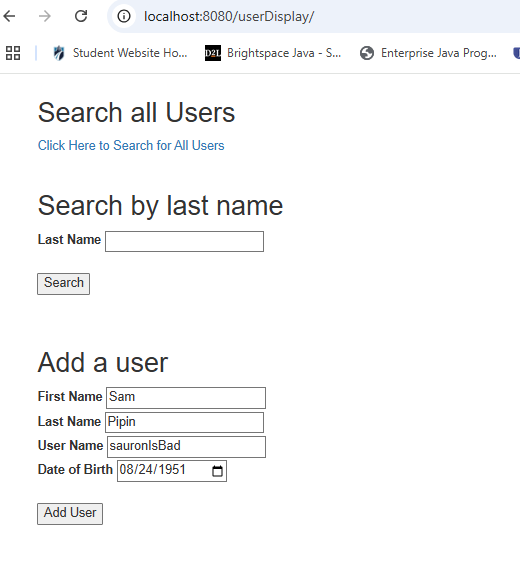 localhost:8080/userDisplay/
Student Website Ho... D2L Brightspace Java - S... Enterprise Java Prog...
Search all Users
Click Here to Search for All Users
Search by last name
Last Name
Search
Add a user
First Name Sam
Last Name Pipin
User Name sauronIsBad
Date of Birth 08/24/1951
Add User